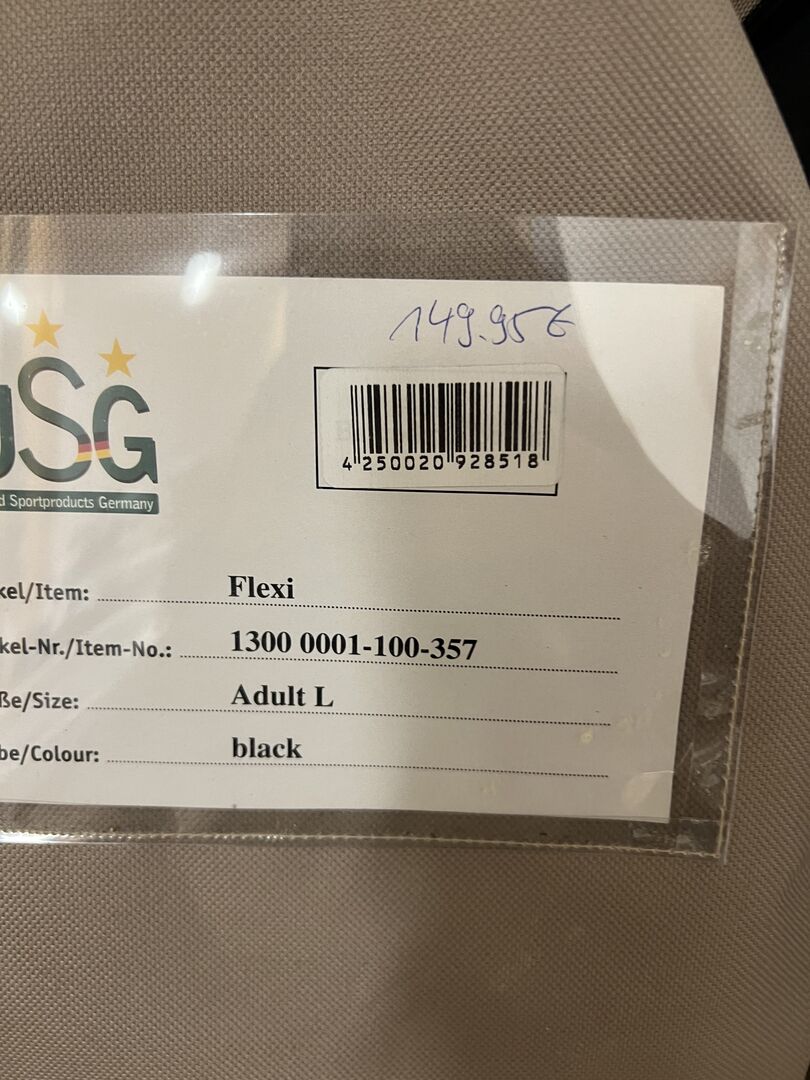 149.95€
USG
d Sportproducts Germany
4 250020 928518
kel/Item: Flexi
kel-Nr./Item-No.: 1300 0001-100-357
ße/Size: Adult L
be/Colour: black